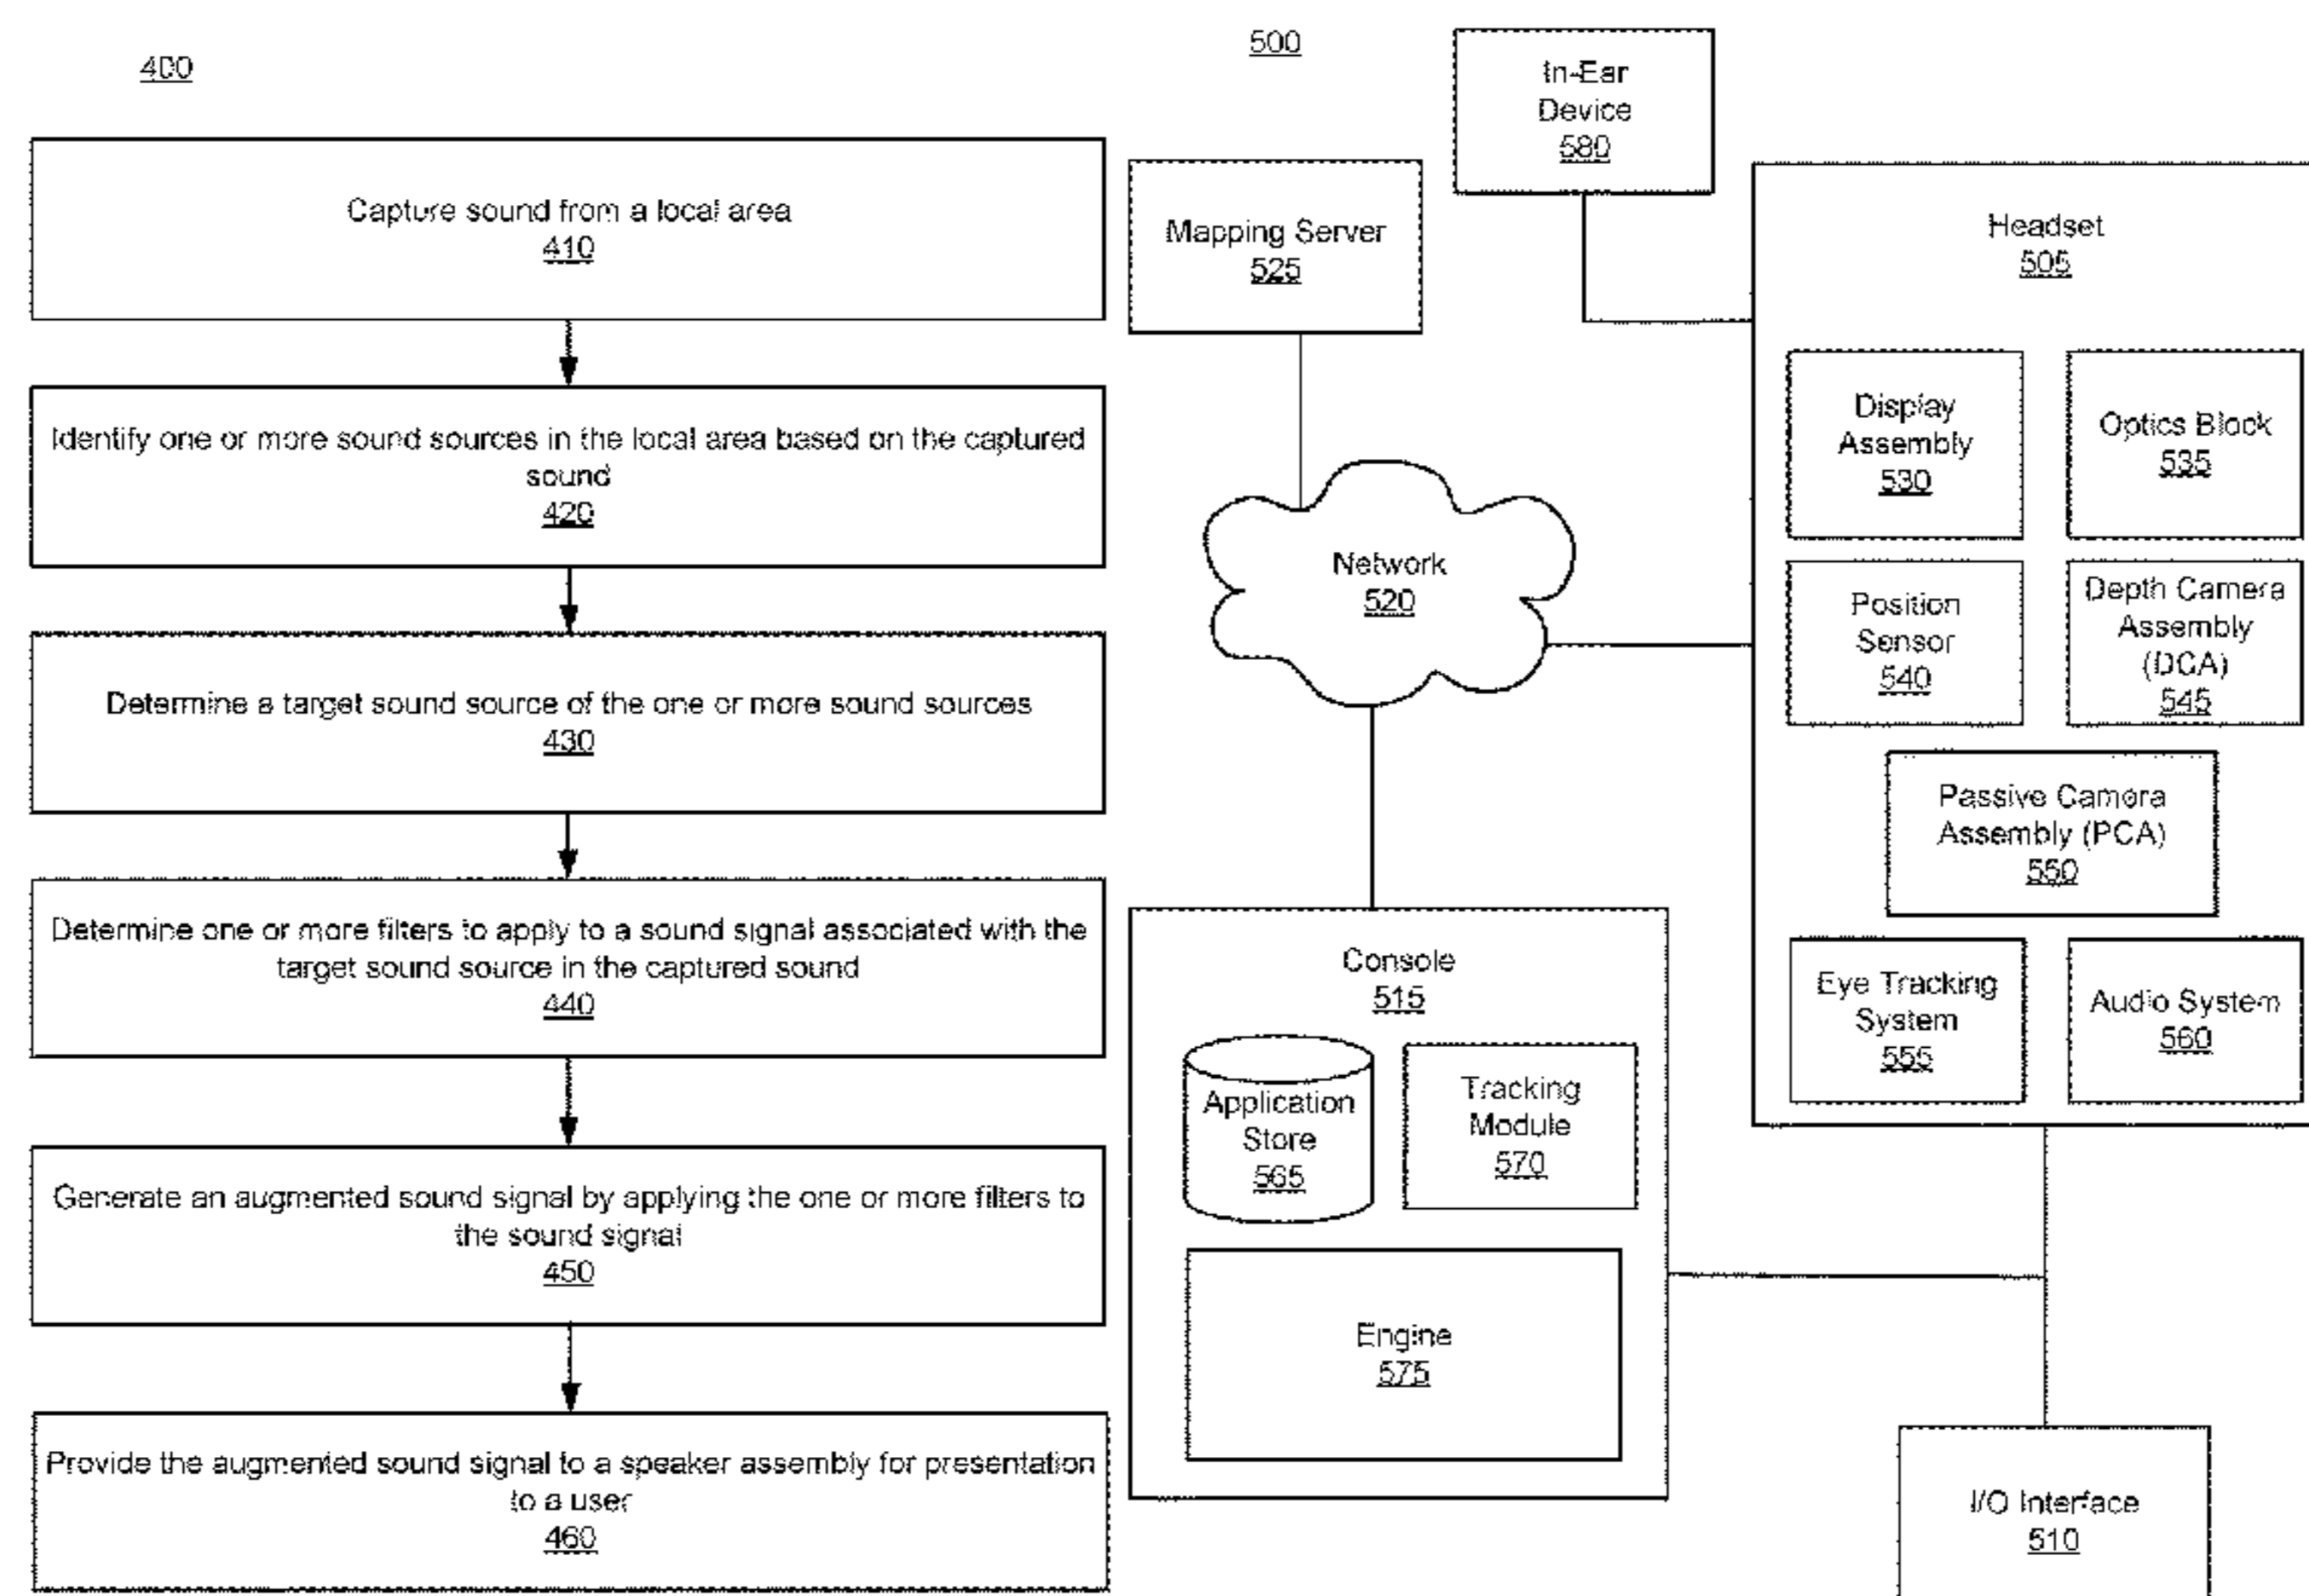 400
Capture sound from a local area
410
Identify one or more sound sources in the local area based on the captured
sound
420
Determine a target sound source of the one or more sound sources
430
Determine one or more filters to apply to a sound signal associated with the
target sound source in the captured sound
440
Generate an augmented sound signal by applying the one or more filters to
the sound signal
450
Provide the augmented sound signal to a speaker assembly for presentation
to a user
460
500
In-Ear
Device
580
Mapping Server
525
Network
520
Headset
505
Display
Assembly
530
Optics Block
535
Position
Sensor
540
Depth Camera
Assembly
(DCA)
545
Passive Camera
Assembly (PCA)
550
Eye Tracking
System
555
Audio System
560
Console
515
Application
Store
565
Tracking
Module
570
Engine
575
I/O Interface
510